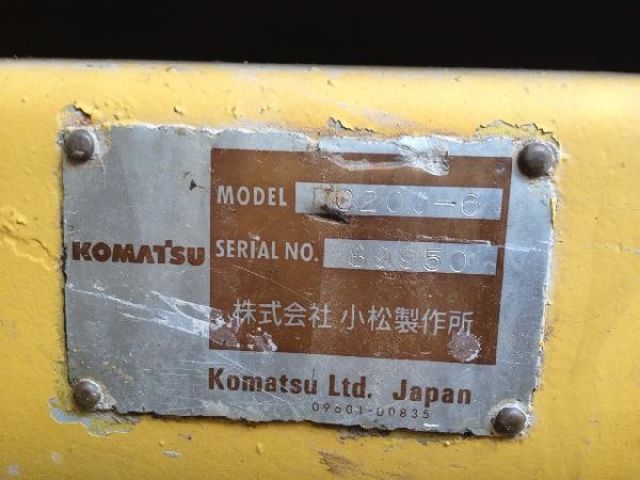 MODEL PC200-6
KOMATSU
SERIAL NO. 89950
株式会社 小松製作所
Komatsu Ltd. Japan
09601-00835